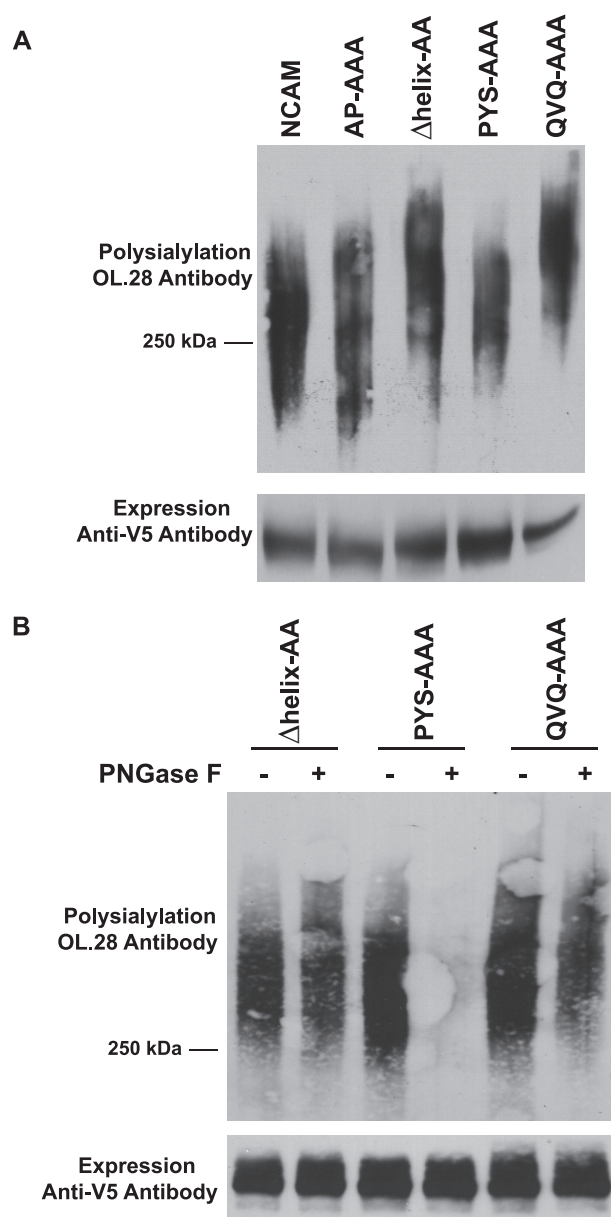 A
NCAM
AP-AAA
Δhelix-AA
PYS-AAA
QVQ-AAA
Polysialylation
OL.28 Antibody
250 kDa
Expression
Anti-V5 Antibody
B
Δhelix-AA
PYS-AAA
QVQ-AAA
PNGase F - + - + - +
Polysialylation
OL.28 Antibody
250 kDa
Expression
Anti-V5 Antibody